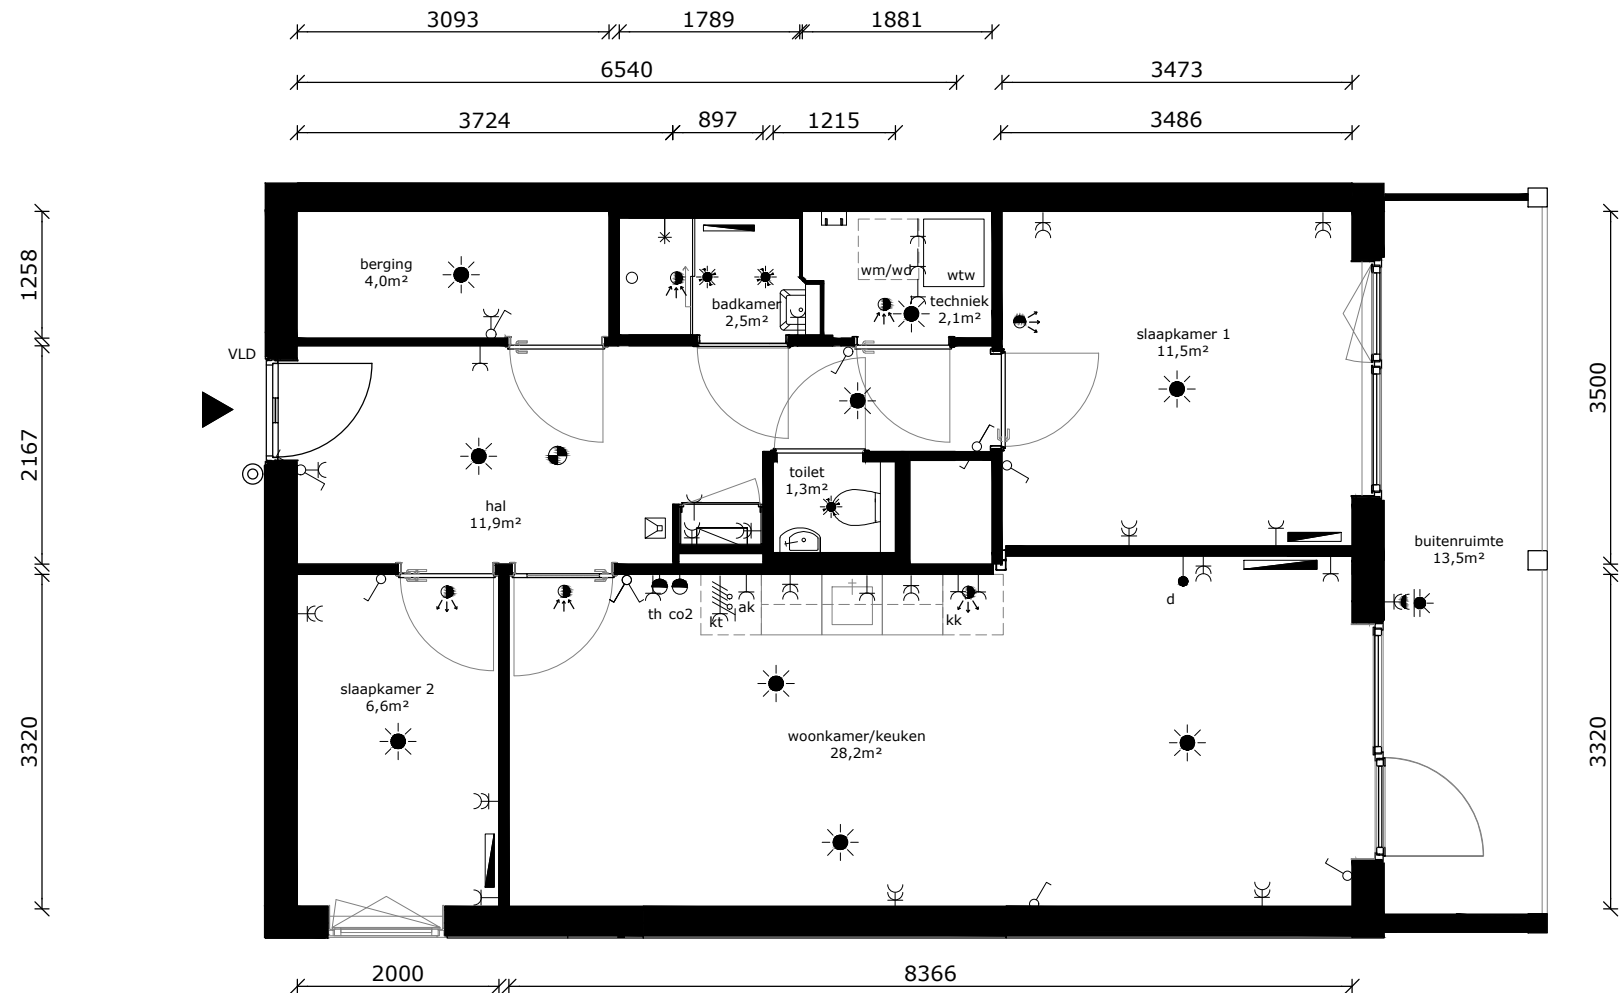 3093
1789
1881
6540
3473
3724
897
1215
3486
1258
2167
3320
3500
3320
berging
4,0m²
badkamer
2,5m²
wm/wd
wtw
techniek
2,1m²
slaapkamer 1
11,5m²
VLD
toilet
1,3m²
hal
11,9m²
buitenruimte
13,5m²
th
co2
kt
ak
kk
d
slaapkamer 2
6,6m²
woonkamer/keuken
28,2m²
2000
8366